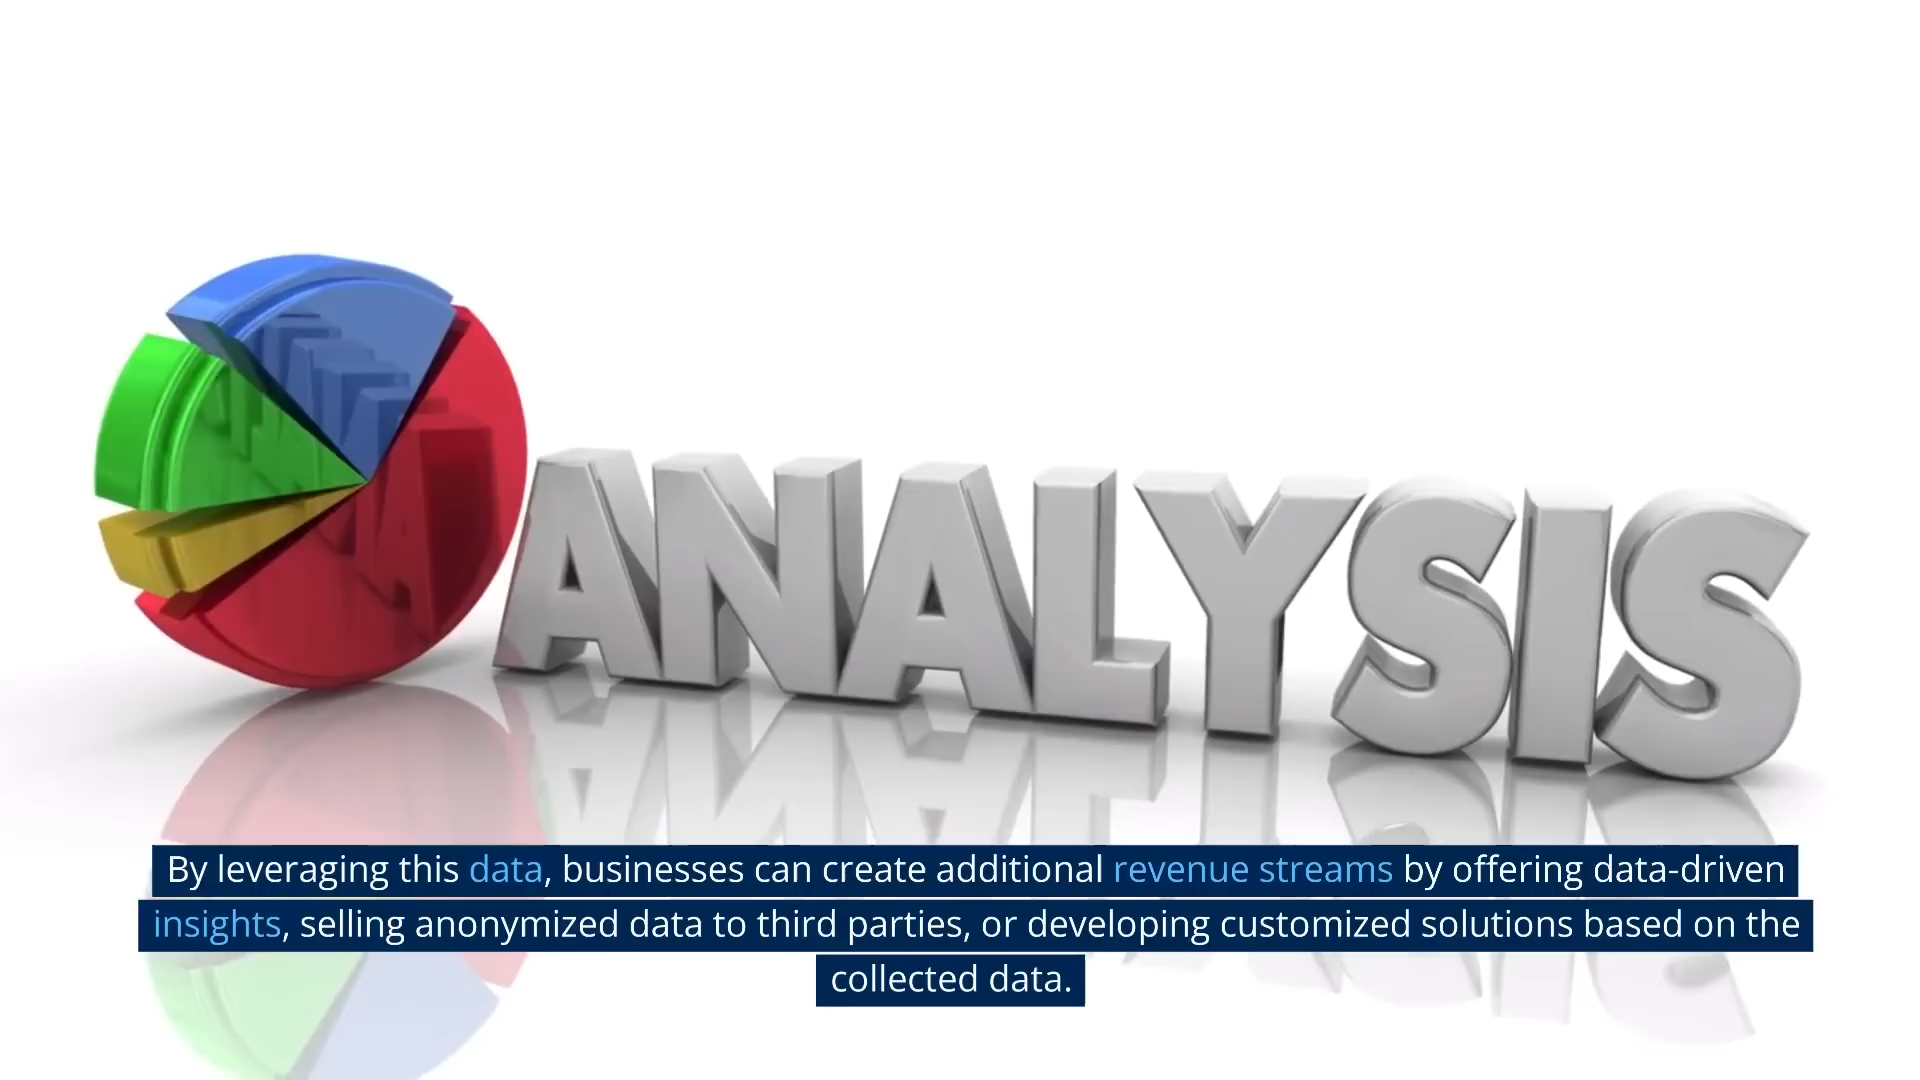 ANALYSIS
By leveraging this data, businesses can create additional revenue streams by offering data-driven
insights, selling anonymized data to third parties, or developing customized solutions based on the
collected data.